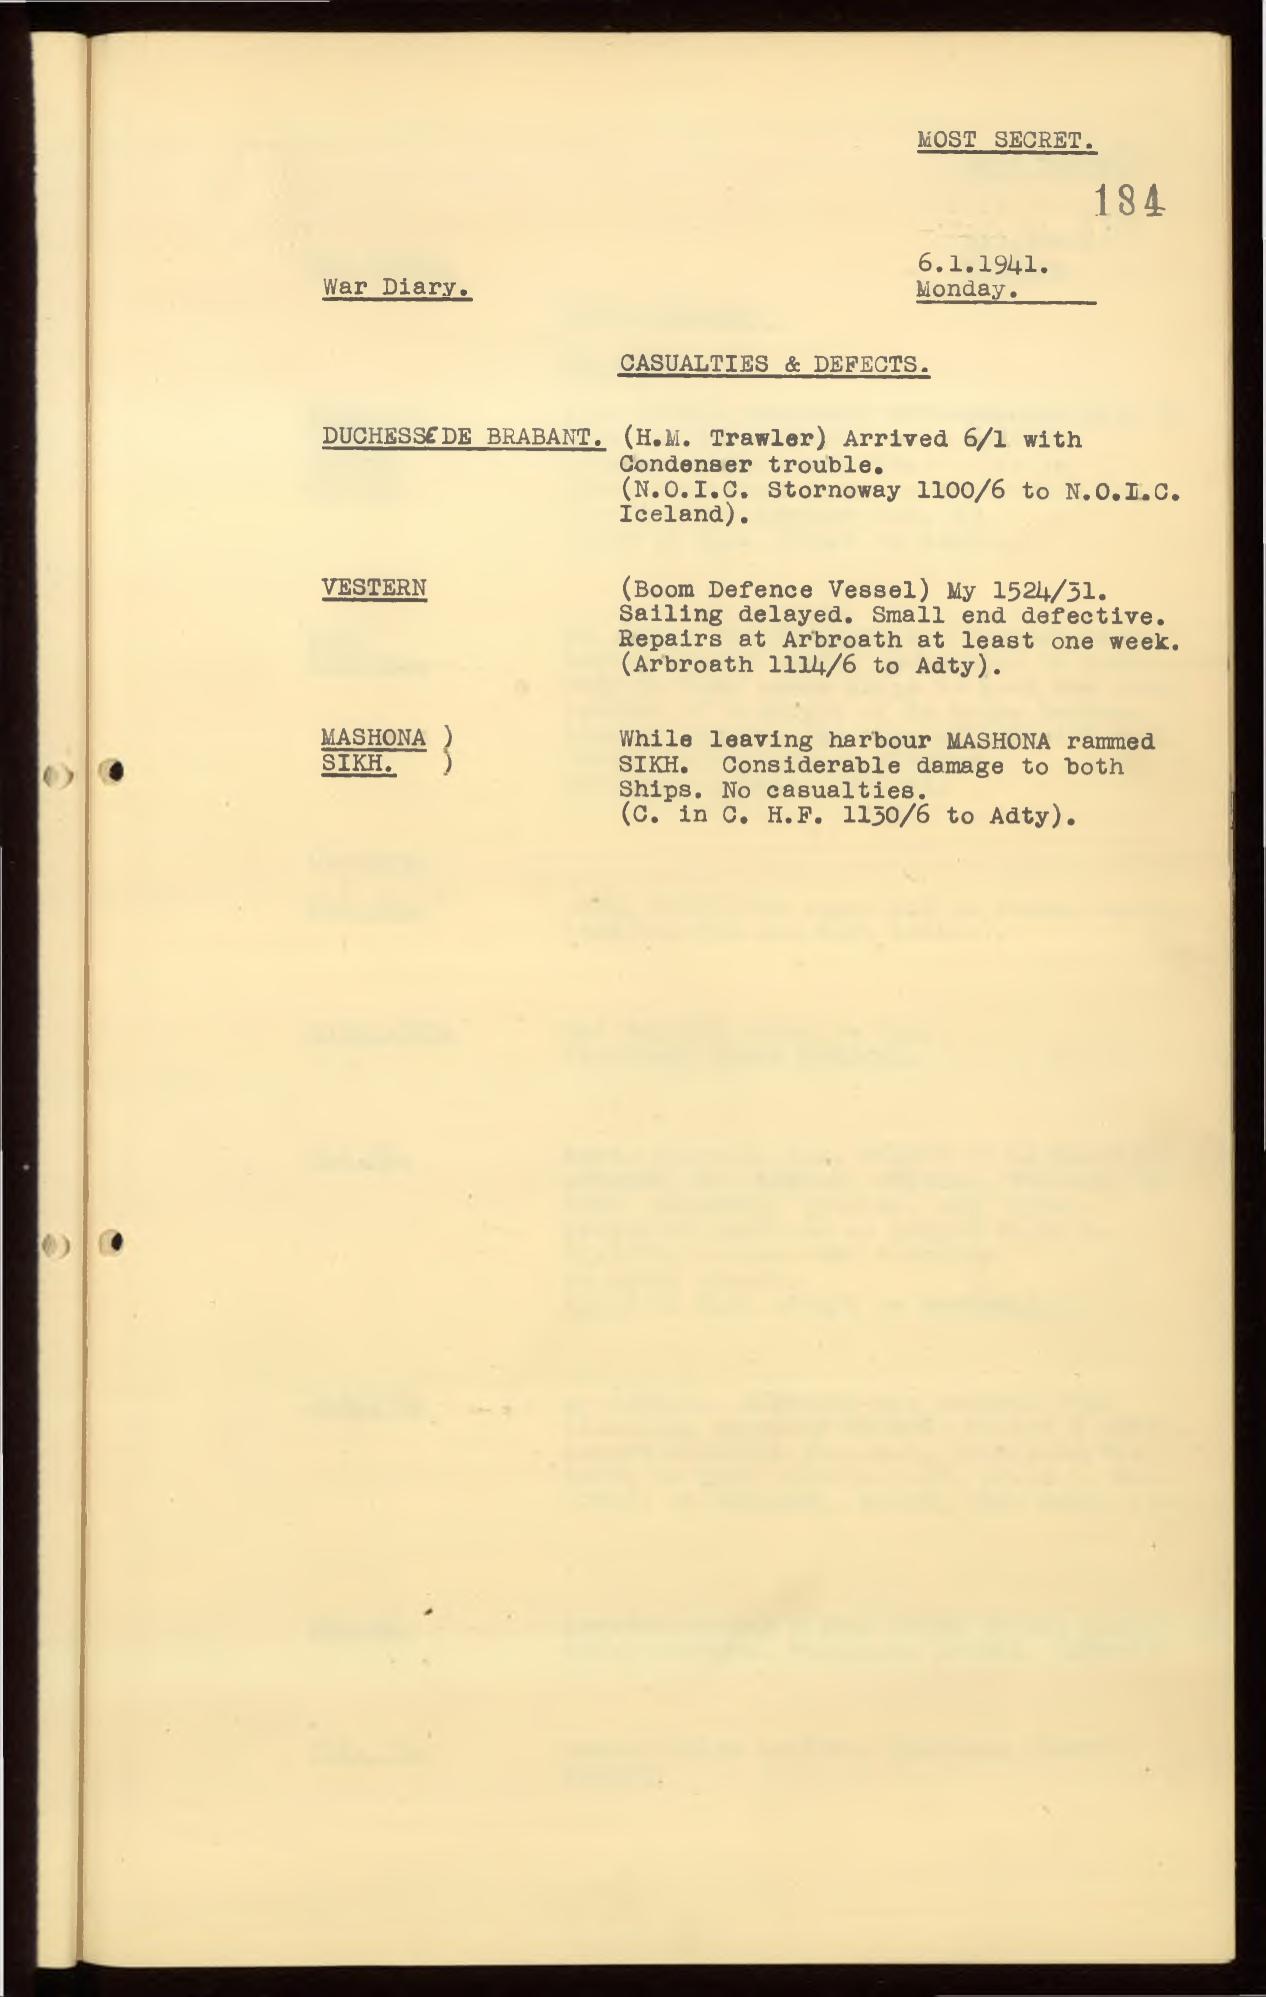 MOST SECRET.
184
6.1.1941.
War Diary.
Monday.
CASUALTIES & DEFECTS.
DUCHESSE DE BRABANT. (H.M. Trawler) Arrived 6/1 with
Condenser trouble.
(N.O.I.C. Stornoway 1100/6 to N.O.I.C.
Iceland).
VESTERN (Boom Defence Vessel) My 1524/31.
Sailing delayed. Small end defective.
Repairs at Arbroath at least one week.
(Arbroath 1114/6 to Adty).
MASHONA ) While leaving harbour MASHONA rammed
SIKH. ) SIKH. Considerable damage to both
Ships. No casualties.
(C. in C. H.F. 1130/6 to Adty).